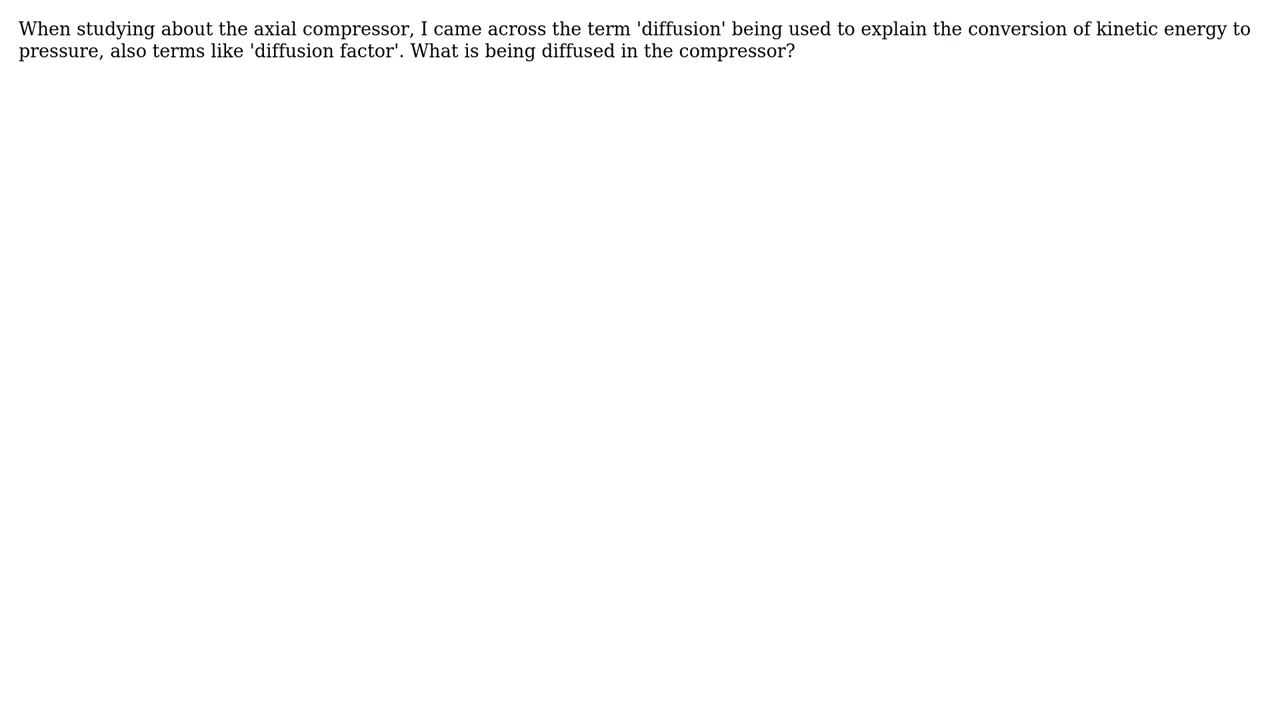 When studying about the axial compressor, I came across the term 'diffusion' being used to explain the conversion of kinetic energy to
pressure, also terms like 'diffusion factor'. What is being diffused in the compressor?